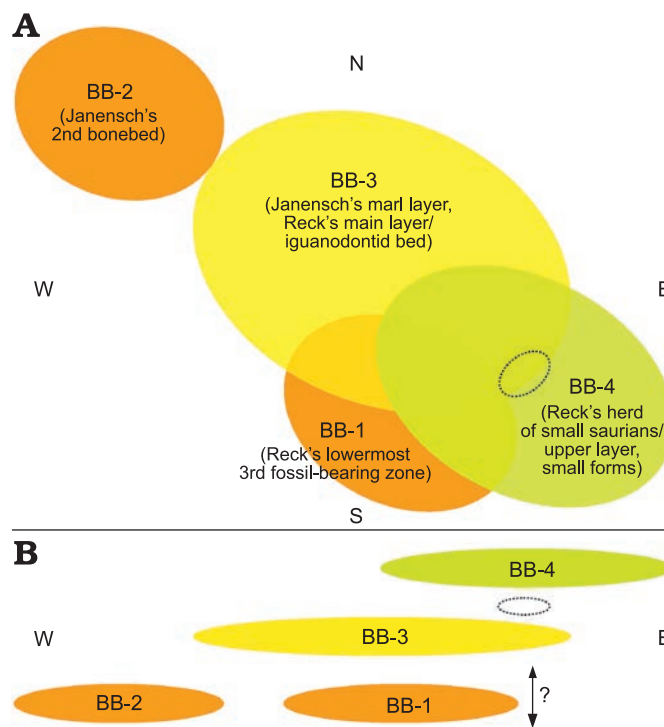 A
N
BB-2
(Janensch's
2nd bonebed)
BB-3
(Janensch's marl layer,
Reck's main layer/
iguanodontid bed)
W
E
BB-4
(Reck's herd
of small saurians/
upper layer,
small forms)
BB-1
(Reck's lowermost
3rd fossil-bearing zone)
S
B
BB-4
W
BB-3
E
BB-2
BB-1
?